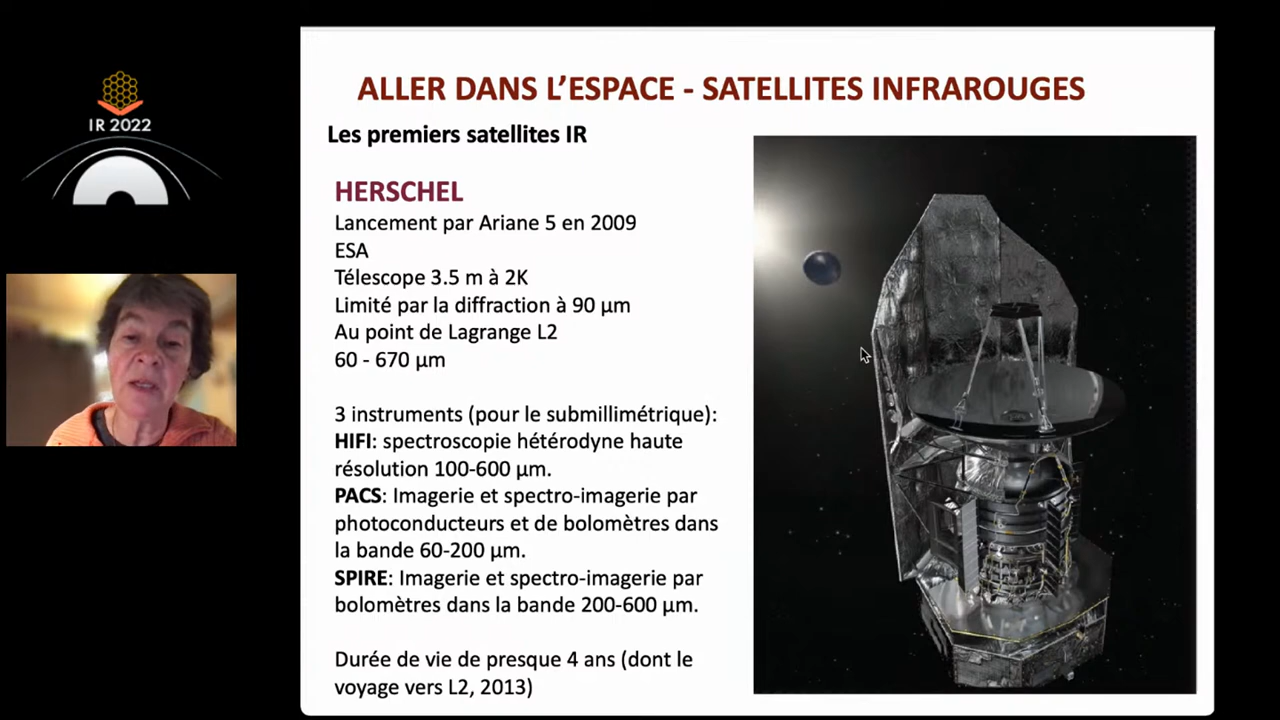 IR 2022
ALLER DANS L’ESPACE - SATELLITES INFRAROUGES
Les premiers satellites IR
HERSCHEL
Lancement par Ariane 5 en 2009
ESA
Télescope 3.5 m à 2K
Limité par la diffraction à 90 μm
Au point de Lagrange L2
60 - 670 μm
3 instruments (pour le submillimétrique):
HIFI: spectroscopie hétérodyne haute
résolution 100-600 μm.
PACS: Imagerie et spectro-imagerie par
photoconducteurs et de bolomètres dans
la bande 60-200 μm.
SPIRE: Imagerie et spectro-imagerie par
bolomètres dans la bande 200-600 μm.
Durée de vie de presque 4 ans (dont le
voyage vers L2, 2013)